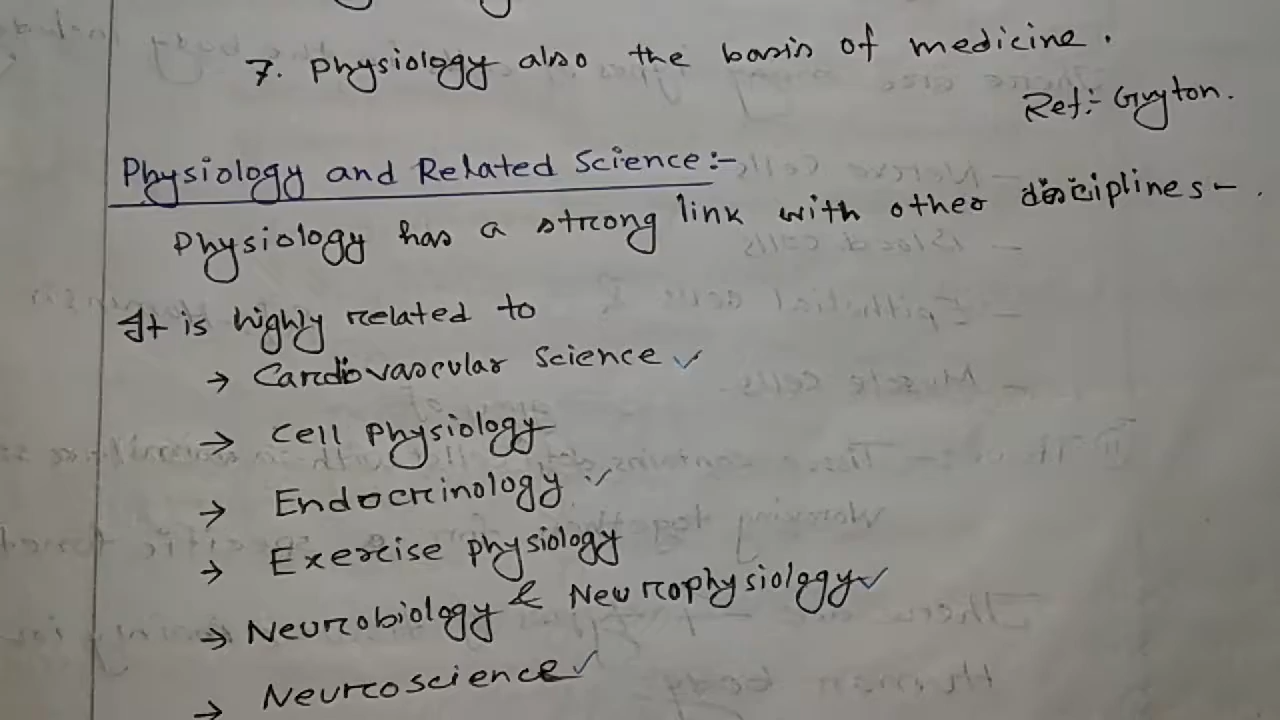 7. Physiology also the basis of medicine.
Ref:- Guyton.
Physiology and Related Science:-
Physiology has a strong link with other disciplines-.
It is highly related to
→ Cardiovascular science ✓
→ Cell Physiology
→ Endocrinology ✓
→ Exercise physiology
→ Neurobiology & Neurophysiology ✓
→ Neuroscience ✓